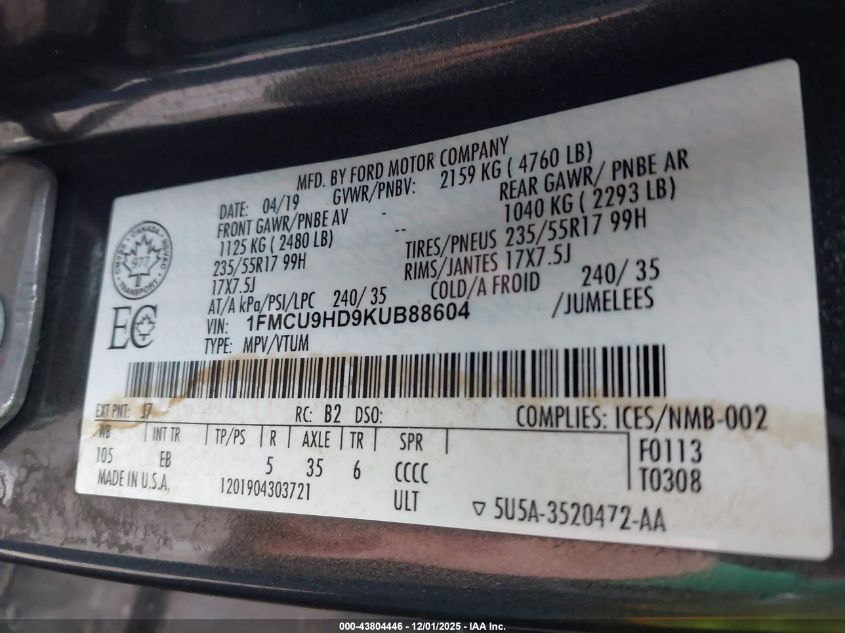 MFD. BY FORD MOTOR COMPANY
DATE: 04/19 GVWR/PNBV: 2159 KG ( 4760 LB)
FRONT GAWR/PNBE AV - REAR GAWR/ PNBE AR
1125 KG ( 2480 LB) 1040 KG ( 2293 LB)
235/55R17 99H TIRES/PNEUS 235/55R17 99H
17X7.5J RIMS/JANTES 17X7.5J
AT/A kPa/PSI/LPC 240/ 35 COLD/A FROID 240/ 35
VIN: 1FMCU9HD9KUB88604 /JUMELEES
TYPE: MPV/VTUM
CANADA
977
TRANSPORT
EC
EXT PNT: J7 RC: B2 DSO: COMPLIES: ICES/NMB-002
WB INT TR TP/PS R AXLE TR SPR F0113
105 EB 5 35 6 CCCC T0308
MADE IN U.S.A. 1201904303721 ULT ▽ 5U5A-3520472-AA
000-43804446 - 12/01/2025 - IAA Inc.